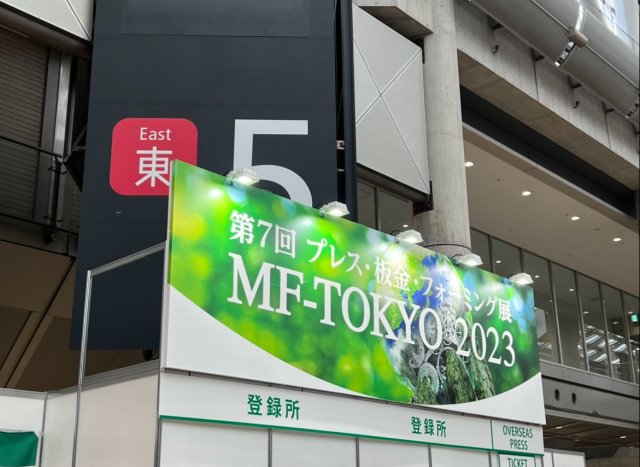 East
東
5
第7回 プレス・板金・フォーミング展
MF-TOKYO 2023
登録所
登録所
OVERSEAS
PRESS
TICKET